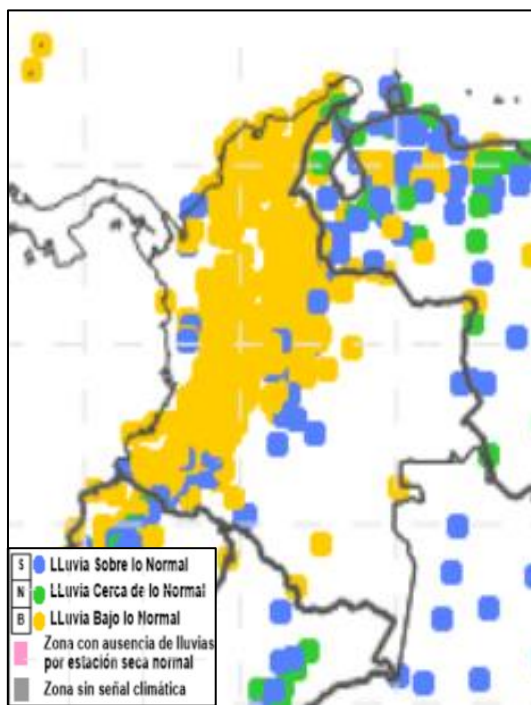 S LLuvia Sobre lo Normal
N LLuvia Cerca de lo Normal
B LLuvia Bajo lo Normal
Zona con ausencia de lluvias
por estación seca normal
Zona sin señal climática